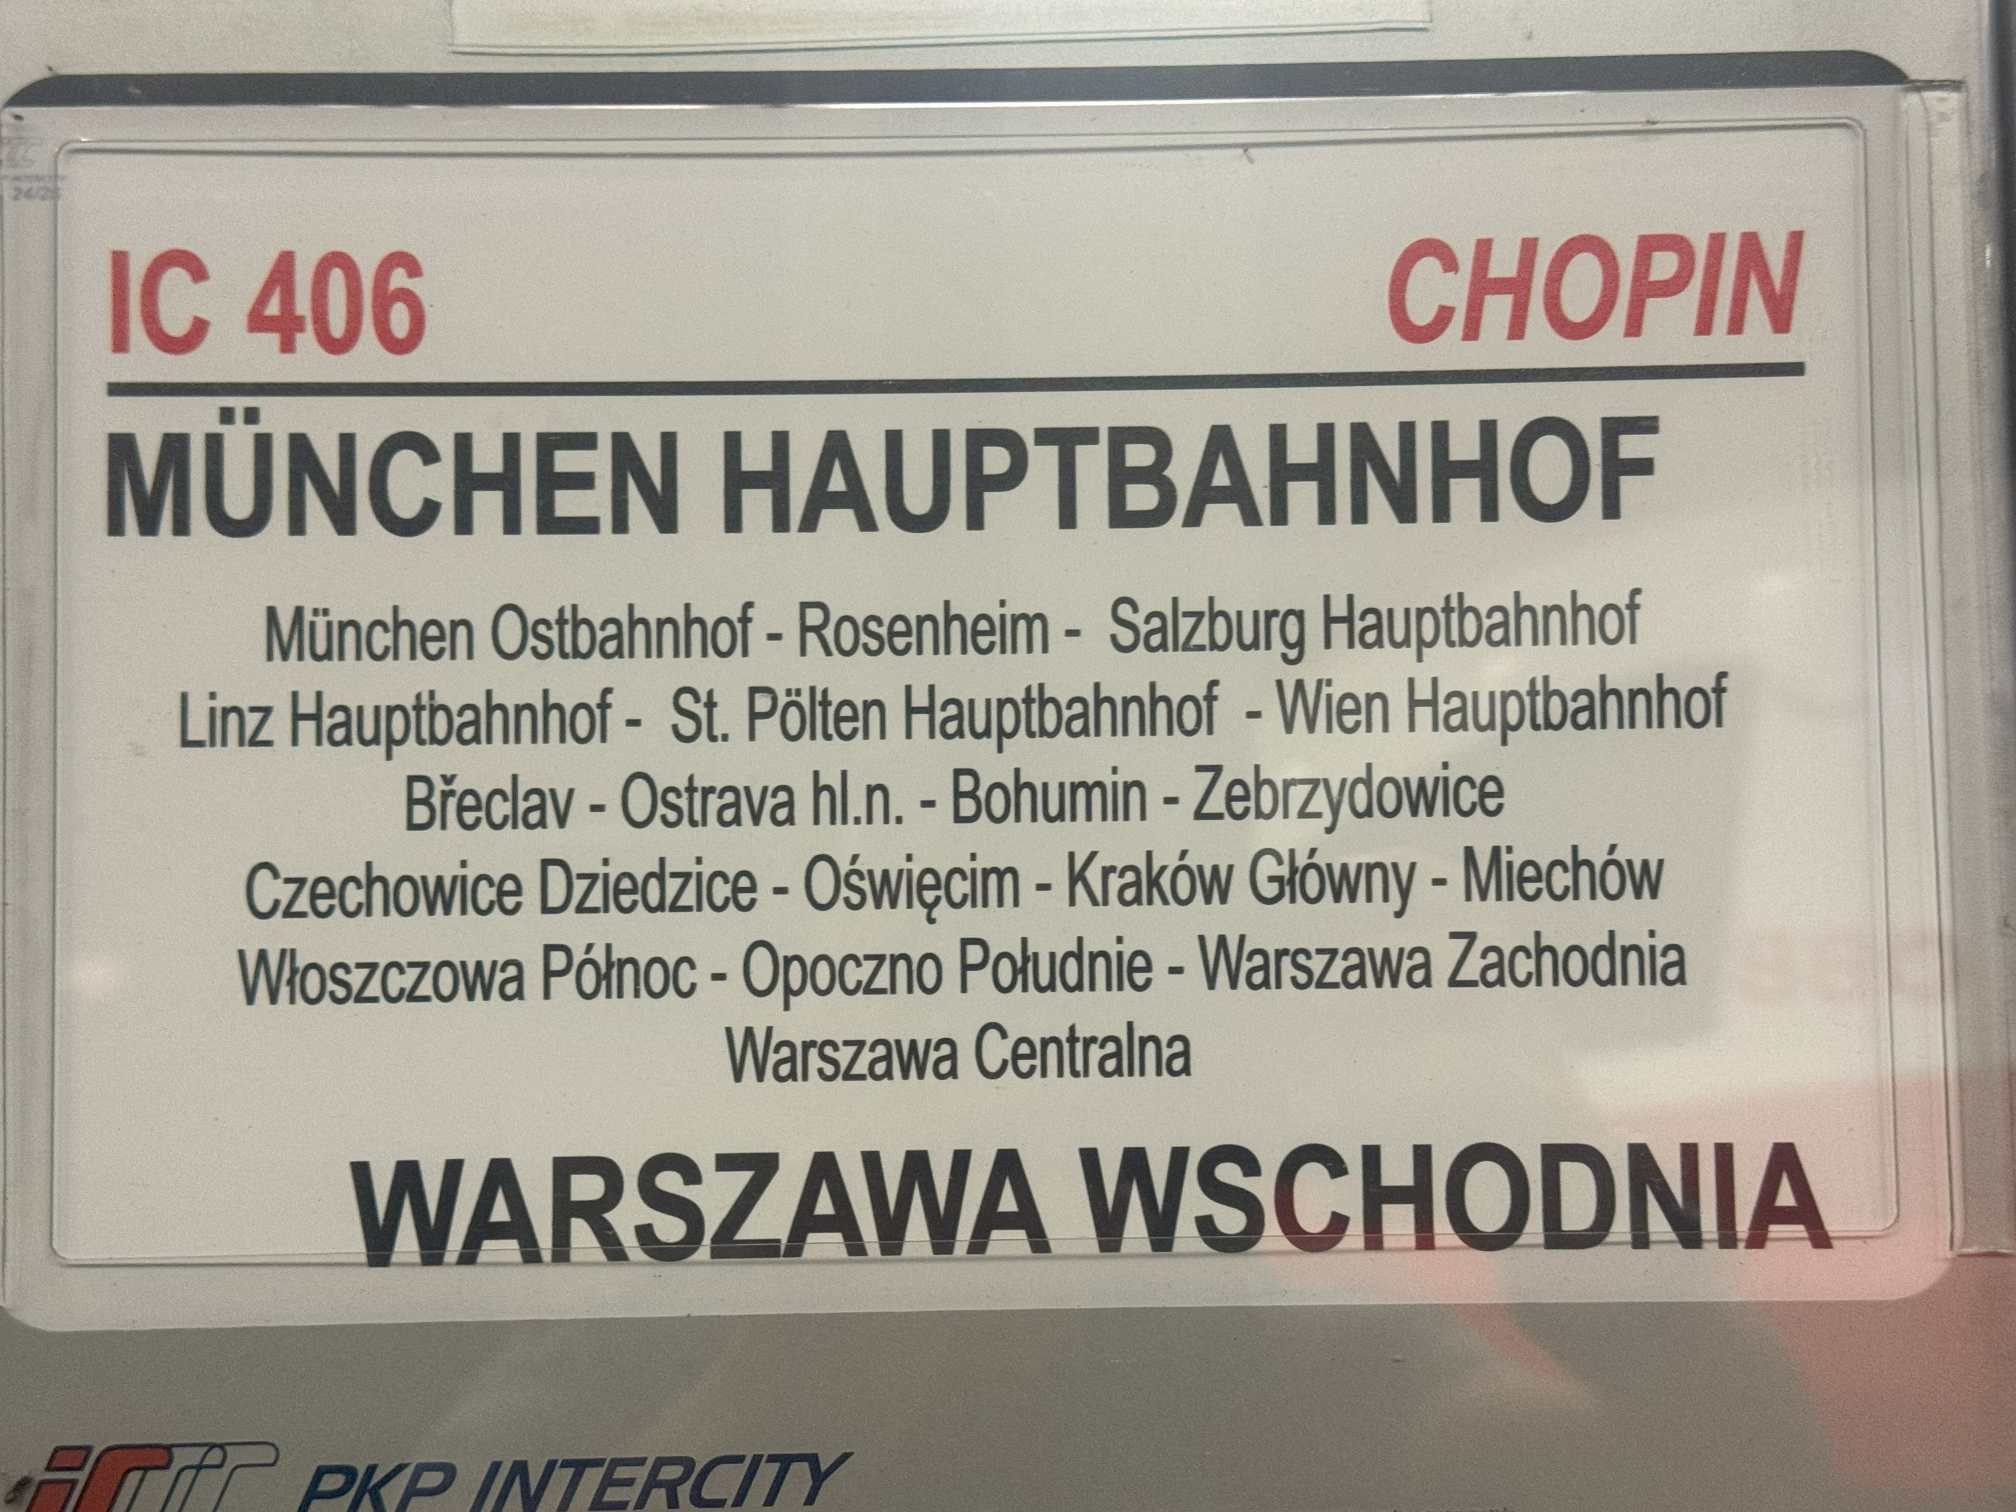 IC 406 CHOPIN
MÜNCHEN HAUPTBAHNHOF
München Ostbahnhof - Rosenheim - Salzburg Hauptbahnhof
Linz Hauptbahnhof - St. Pölten Hauptbahnhof - Wien Hauptbahnhof
Břeclav - Ostrava hl.n. - Bohumin - Zebrzydowice
Czechowice Dziedzice - Oświęcim - Kraków Główny - Miechów
Włoszczowa Północ - Opoczno Południe - Warszawa Zachodnia
Warszawa Centralna
WARSZAWA WSCHODNIA
PKP INTERCITY